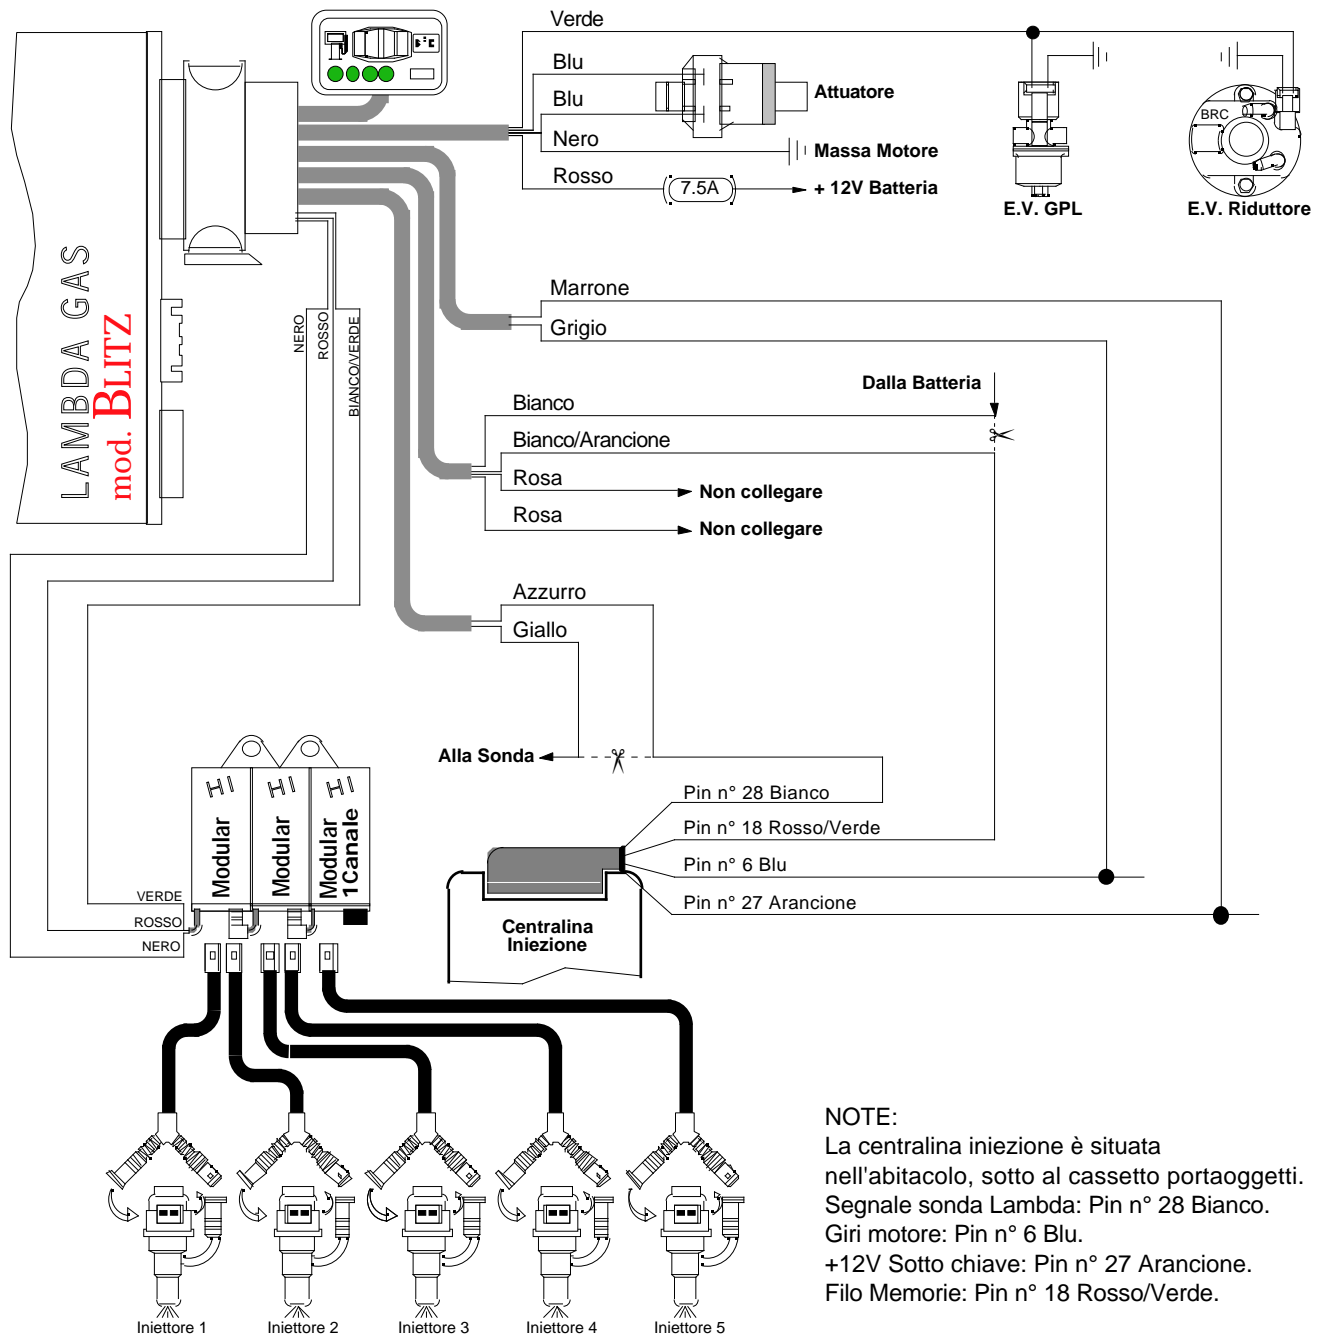 Verde
Blu
Blu
Attuatore
Nero
Massa Motore
Rosso
7.5A
+ 12V Batteria
BRC
E.V. GPL
E.V. Riduttore
LAMBDA GAS
mod. BLITZ
NERO
ROSSO
BIANCO/VERDE
Marrone
Grigio
Dalla Batteria
Bianco
Bianco/Arancione
Rosa
Non collegare
Rosa
Non collegare
Azzurro
Giallo
Alla Sonda
Pin n° 28 Bianco
Pin n° 18 Rosso/Verde
Pin n° 6 Blu
Pin n° 27 Arancione
Centralina
Iniezione
HI
Modular
HI
Modular
HI
Modular
1Canale
VERDE
ROSSO
NERO
Iniettore 1
Iniettore 2
Iniettore 3
Iniettore 4
Iniettore 5
NOTE:
La centralina iniezione è situata
nell'abitacolo, sotto al cassetto portaoggetti.
Segnale sonda Lambda: Pin n° 28 Bianco.
Giri motore: Pin n° 6 Blu.
+12V Sotto chiave: Pin n° 27 Arancione.
Filo Memorie: Pin n° 18 Rosso/Verde.